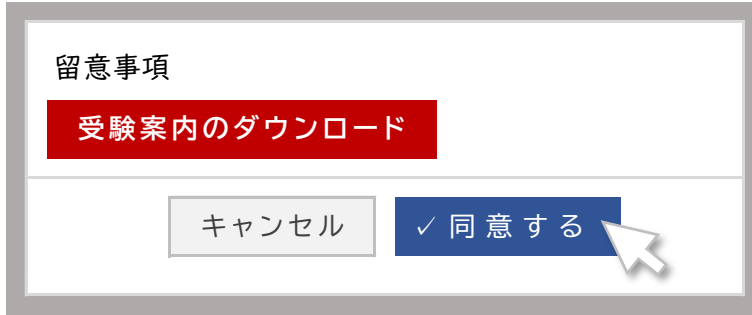 留意事項
受験案内のダウンロード
キャンセル
✓同意する